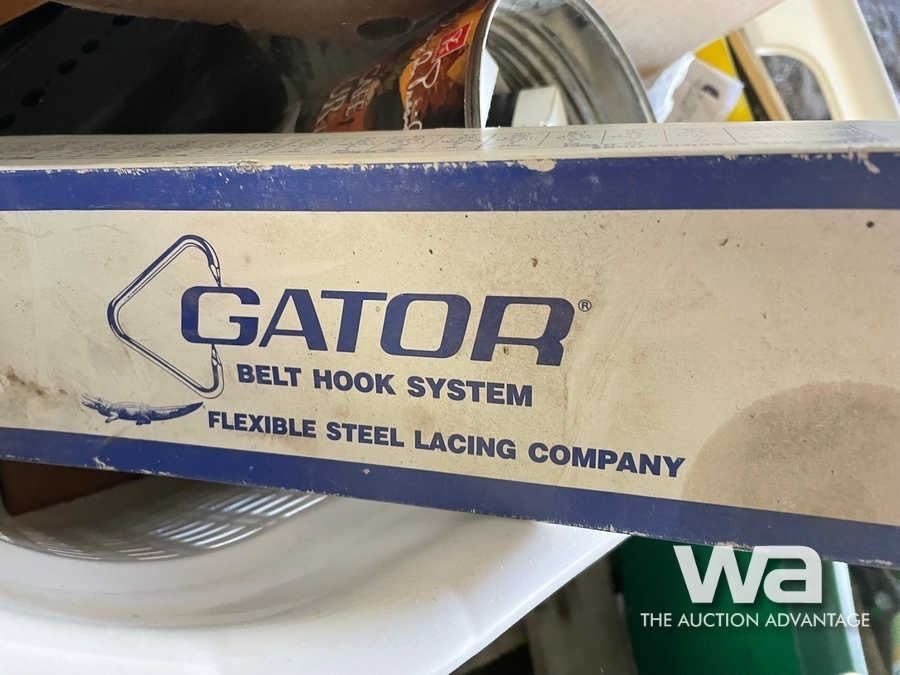 GATOR®
BELT HOOK SYSTEM
FLEXIBLE STEEL LACING COMPANY
wa
THE AUCTION ADVANTAGE